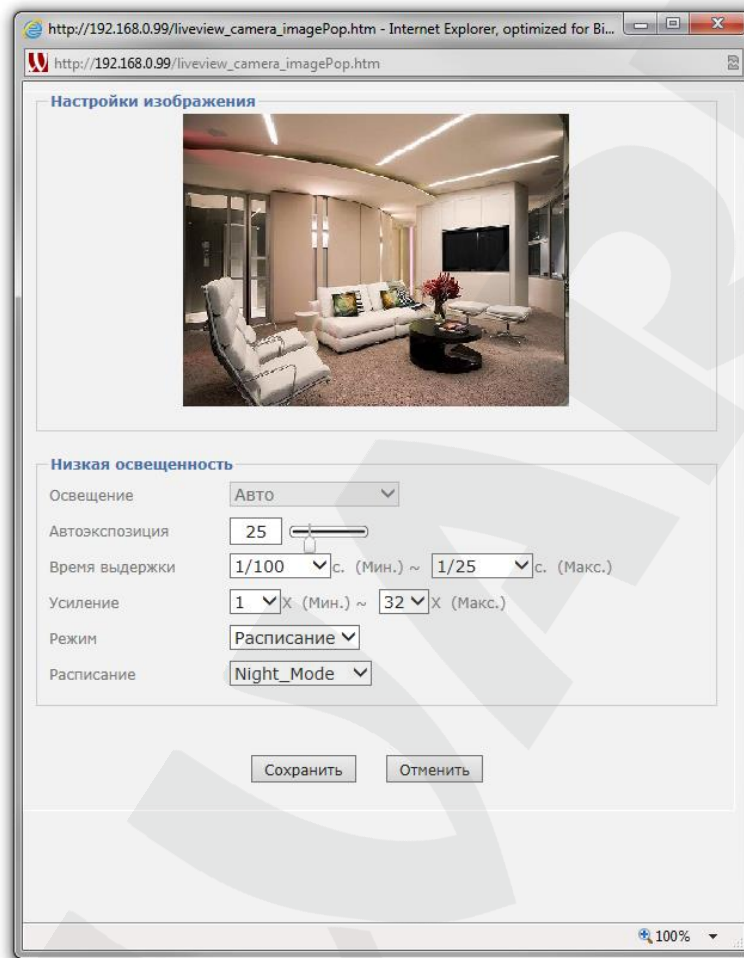 http://192.168.0.99/liveview_camera_imagePop.htm - Internet Explorer, optimized for Bi...
http://192.168.0.99/liveview_camera_imagePop.htm
Настройки изображения
Низкая освещенность
Освещение Авто
Автоэкспозиция 25
Время выдержки 1/100 с. (Мин.) ~ 1/25 с. (Макс.)
Усиление 1 X (Мин.) ~ 32 X (Макс.)
Режим Расписание
Расписание Night_Mode
Сохранить Отменить
100%